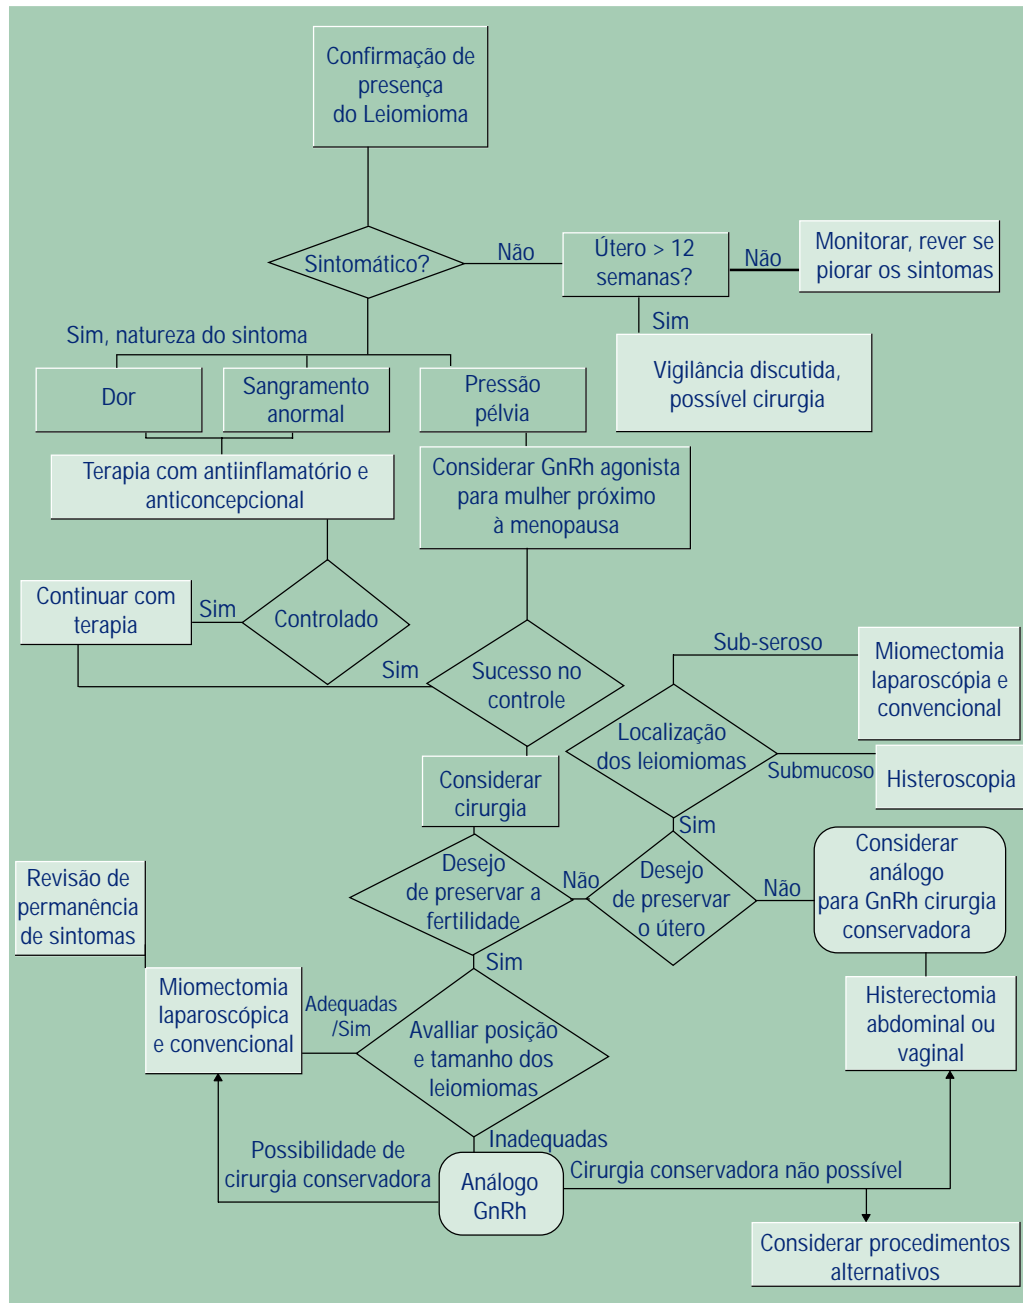 Confirmação de
presença
do Leiomioma
Sintomático?
Não
Útero > 12
semanas?
Não
Monitorar, rever se
piorar os sintomas
Sim
Vigilância discutida,
possível cirurgia
Sim, natureza do sintoma
Dor
Sangramento
anormal
Pressão
pélvia
Terapia com antiinflamatório e
anticoncepcional
Considerar GnRh agonista
para mulher próximo
à menopausa
Continuar com
terapia
Sim
Controlado
Sim
Sucesso no
controle
Sub-seroso
Miomectomia
laparoscópia e
convencional
Localização
dos leiomiomas
Submucoso
Histeroscopia
Considerar
cirurgia
Sim
Desejo
de preservar a
fertilidade
Não
Desejo
de preservar
o útero
Não
Considerar
análogo
para GnRh cirurgia
conservadora
Revisão de
permanência
de sintomas
Sim
Miomectomia
laparoscópica
e convencional
Adequadas
/Sim
Avalliar posição
e tamanho dos
leiomiomas
Histerectomia
abdominal ou
vaginal
Inadequadas
Possibilidade de
cirurgia conservadora
Análogo
GnRh
Cirurgia conservadora não possível
Considerar procedimentos
alternativos